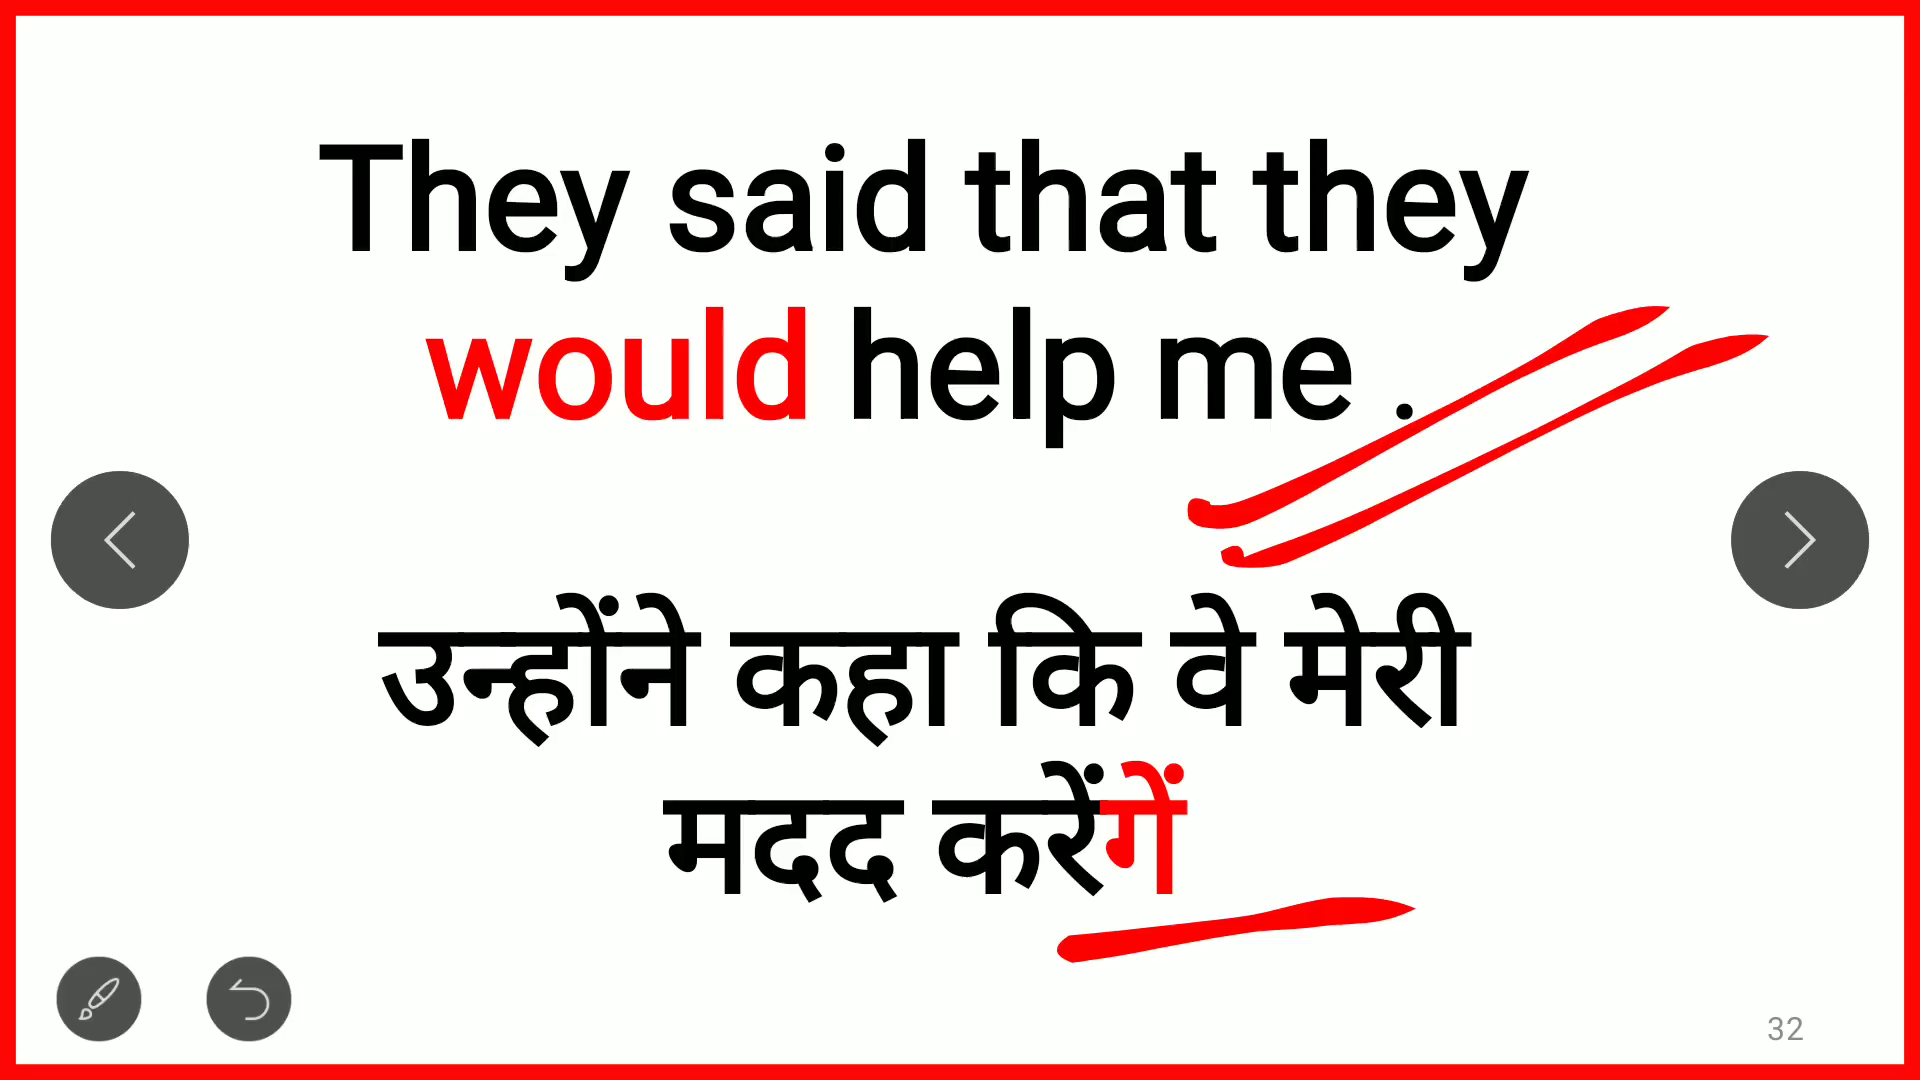 They said that they
would help me .
उन्होंने कहा कि वे मेरी
मदद करेंगें
32